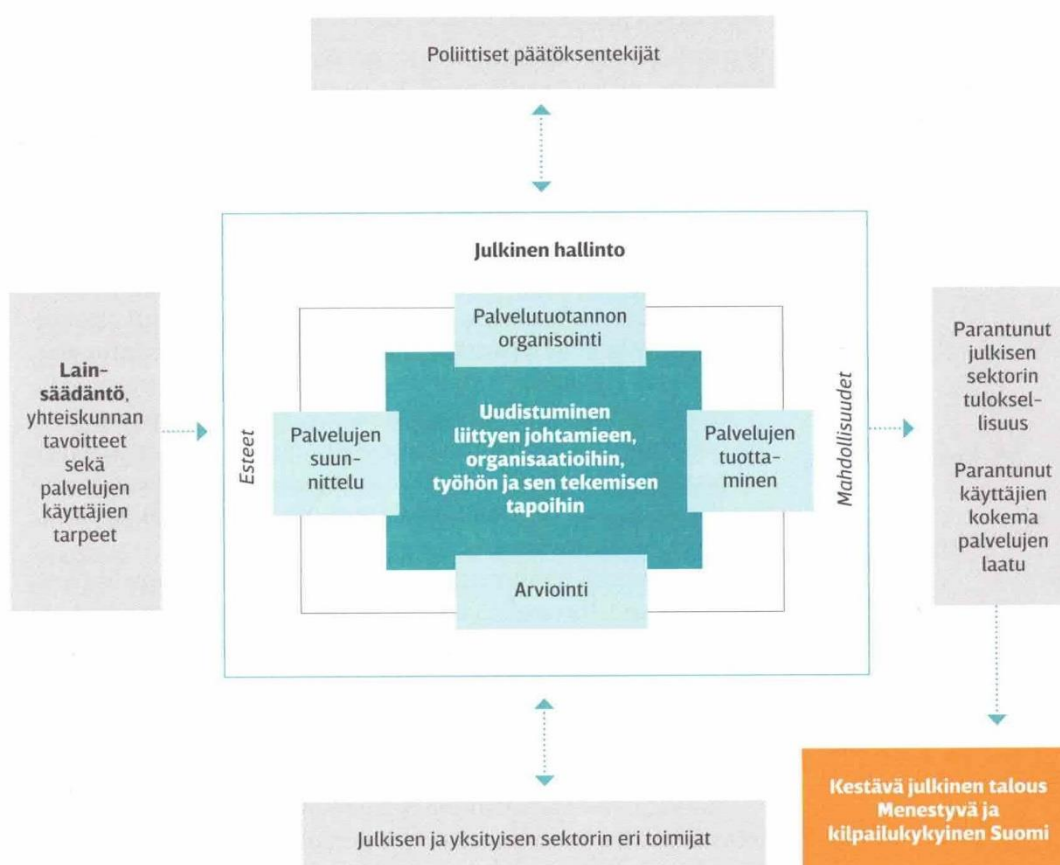 Poliittiset päätöksentekijät
Julkinen hallinto
Lain-
säädäntö,
yhteiskunnan
tavoitteet
sekä
palvelujen
käyttäjien
tarpeet
Esteet
Palvelutuotannon
organisointi
Palvelujen
suun-
nittelu
Uudistuminen
liittyen johtamieen,
organisaatioihin,
työhön ja sen tekemisen
tapoihin
Palvelujen
tuotta-
minen
Arviointi
Mahdollisuudet
Parantunut
julkisen
sektorin
tuloksel-
lisuus
Parantunut
käyttäjien
kokema
palvelujen
laatu
Julkisen ja yksityisen sektorin eri toimijat
Kestävä julkinen talous
Menestyvä ja
kilpailukykyinen Suomi